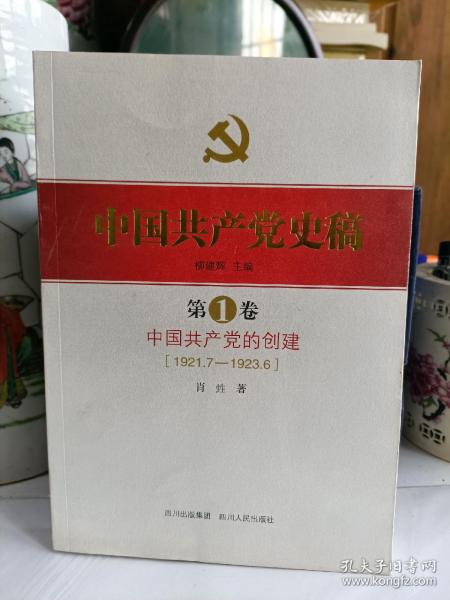 中国共产党史稿
柳建辉 主编
第1卷
中国共产党的创建
[1921.7—1923.6]
肖甡 著
四川出版集团 四川人民出版社
孔夫子旧书网
www.kongfz.com